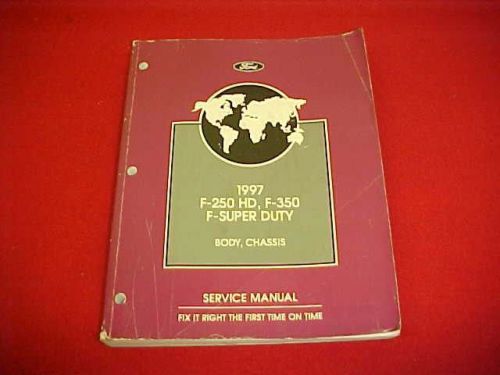 Ford
1997
F-250 HD, F-350
F-SUPER DUTY
BODY, CHASSIS
SERVICE MANUAL
FIX IT RIGHT THE FIRST TIME ON TIME